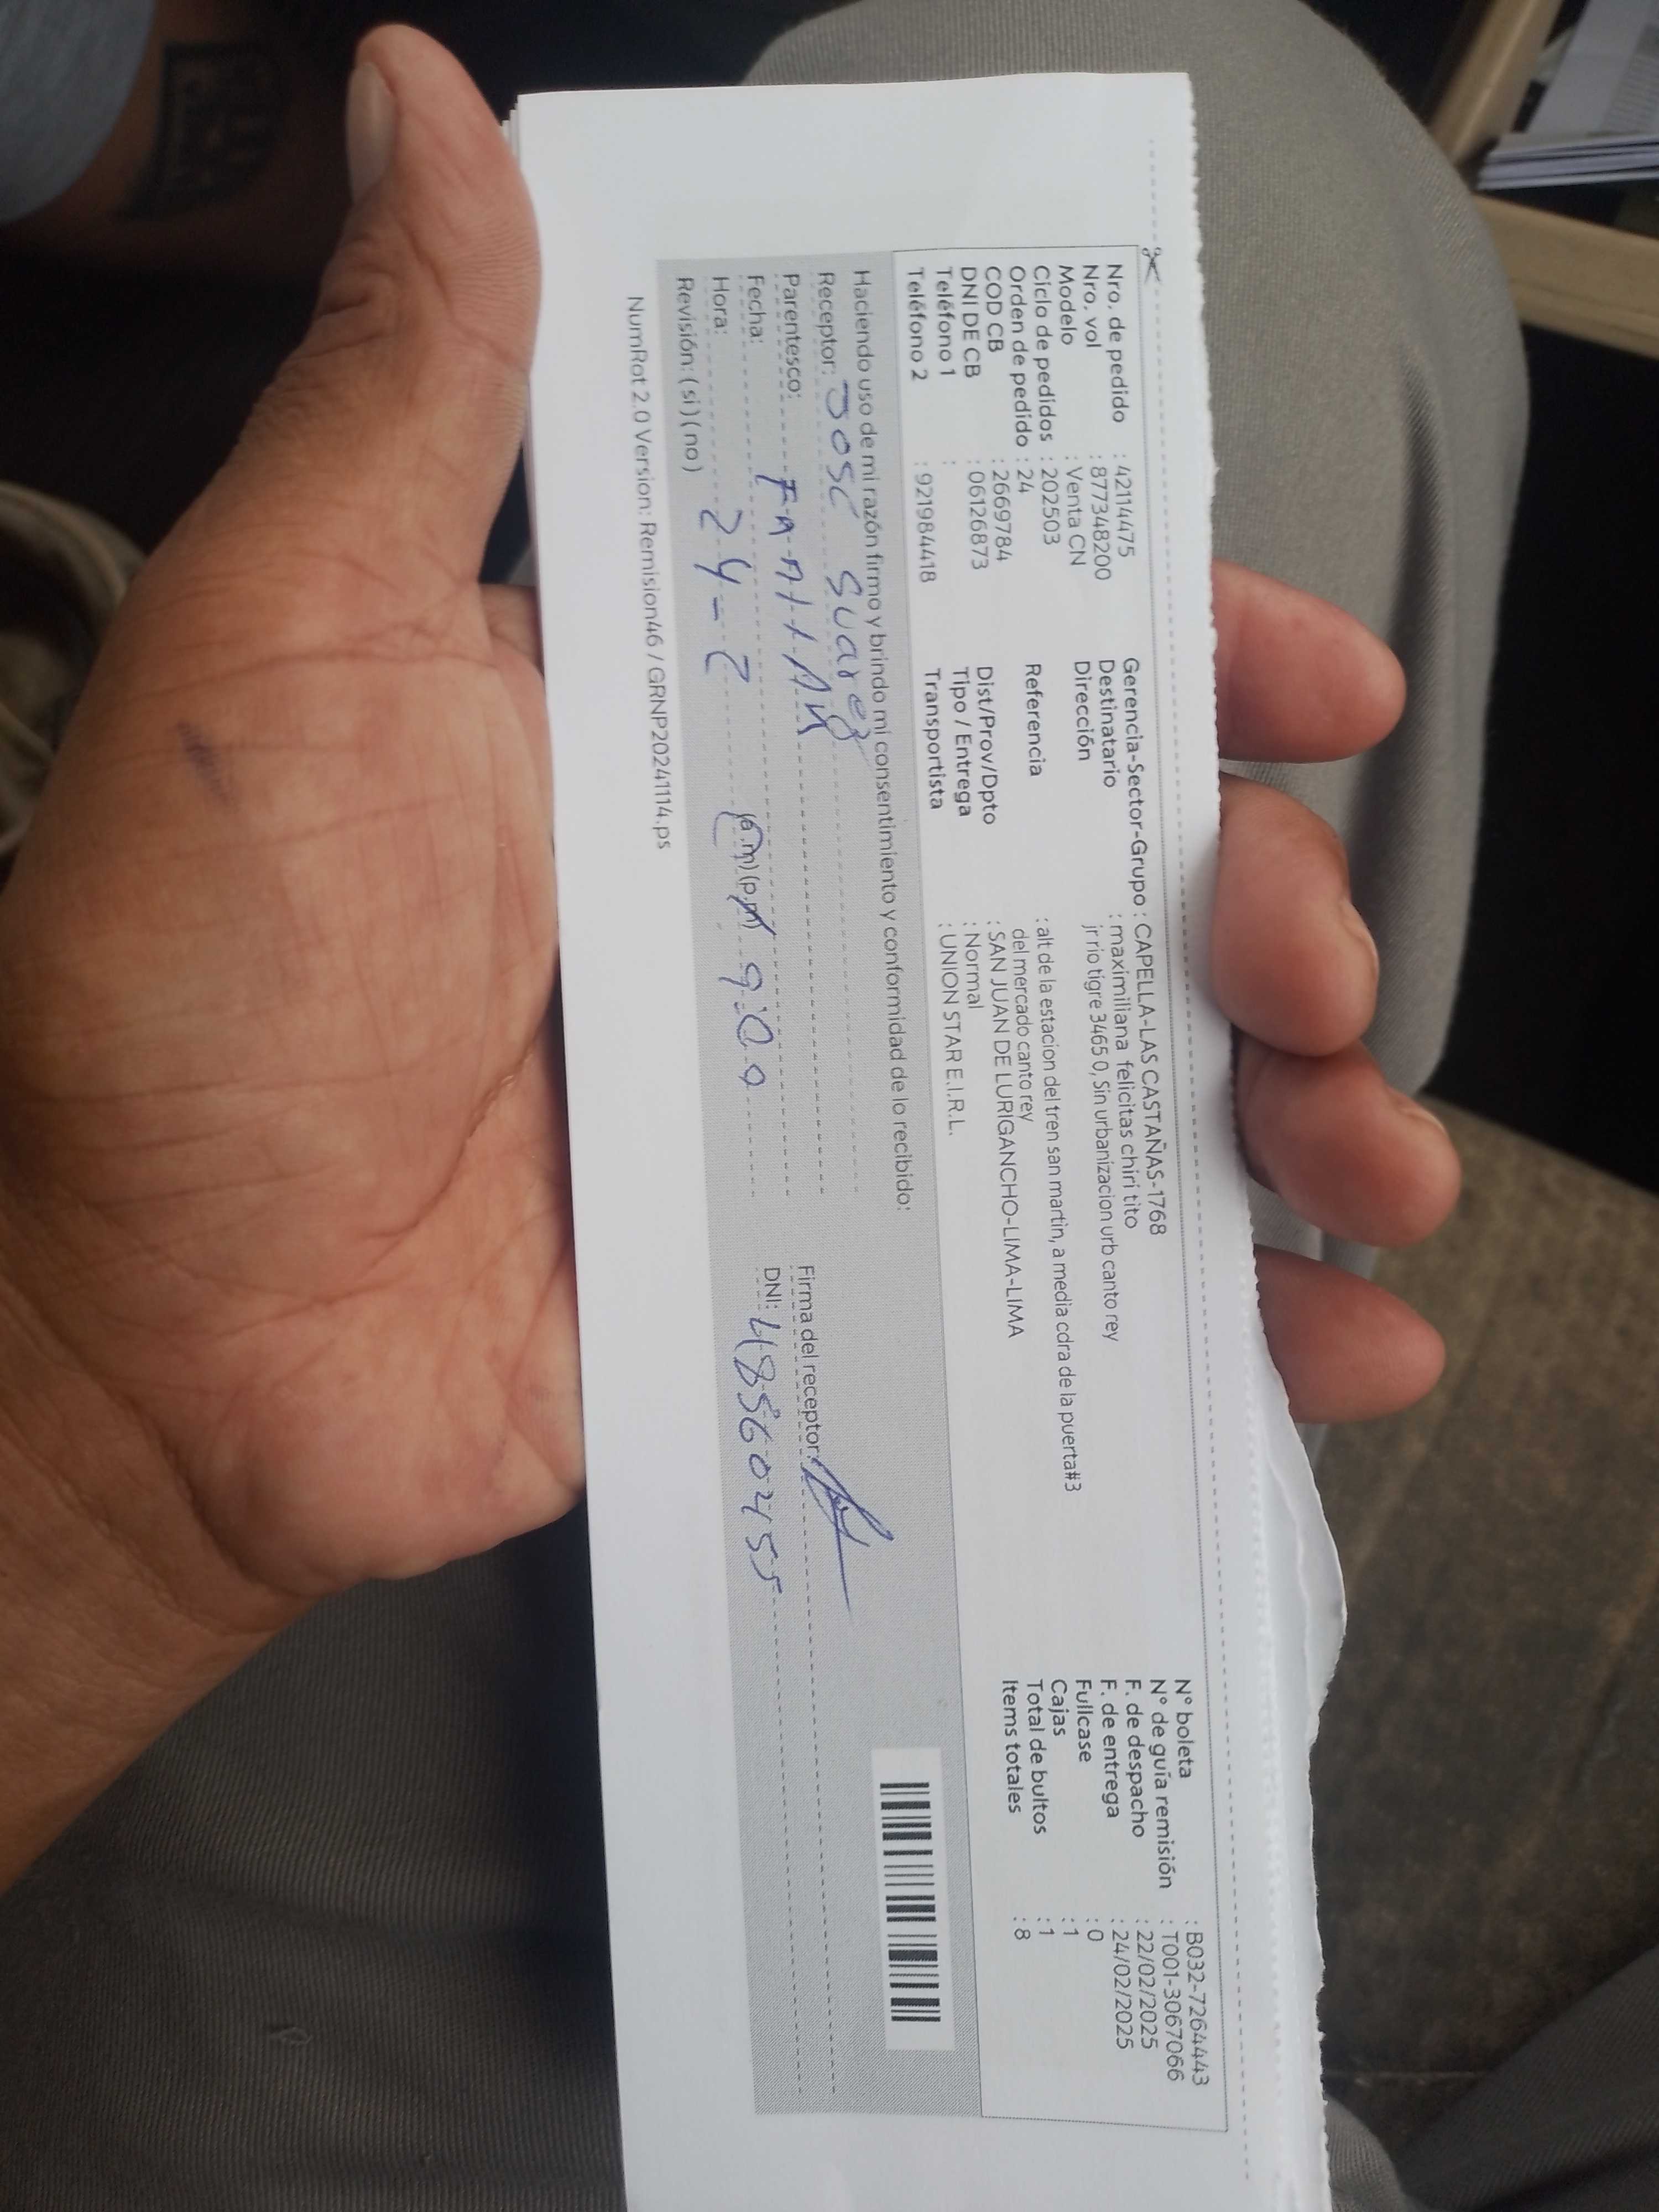 Nro. de pedido : 42114475
Nro. vol : 877348200
Modelo : Venta CN
Ciclo de pedidos : 202503
Orden de pedido : 24
COD CB : 2669784
DNI DE CB : 06126873
Teléfono 1 :
Teléfono 2 : 921984418
Gerencia-Sector-Grupo : CAPELLA-LAS CASTAÑAS-1768
Destinatario : maximiliana felicitas chiri tito
Dirección jr rio tigre 3465 0, Sin urbanizacion urb canto rey
Referencia : alt de la estacion del tren san martin, a media cdra de la puerta#3
del mercado canto rey
Dist/Prov/Dpto : SAN JUAN DE LURIGANCHO-LIMA-LIMA
Tipo / Entrega : Normal
Transportista : UNION STAR E.I.R.L.
N° boleta : B032-7264443
N° de guía remisión : T001-3067066
F. de despacho : 22/02/2025
F. de entrega : 24/02/2025
Fullcase : 0
Cajas : 1
Total de bultos : 1
Items totales : 8
Haciendo uso de mi razón firmo y brindo mi consentimiento y conformidad de lo recibido:
Receptor: José Suarez
Parentesco:
Fecha:
Hora: 24-2 (a.m)(p.m) 9:00
Revisión: (si) (no)
Firma del receptor:
DNI: 48560455
NumRot 2.0 Version: Remision46 / GRNP20241114.ps